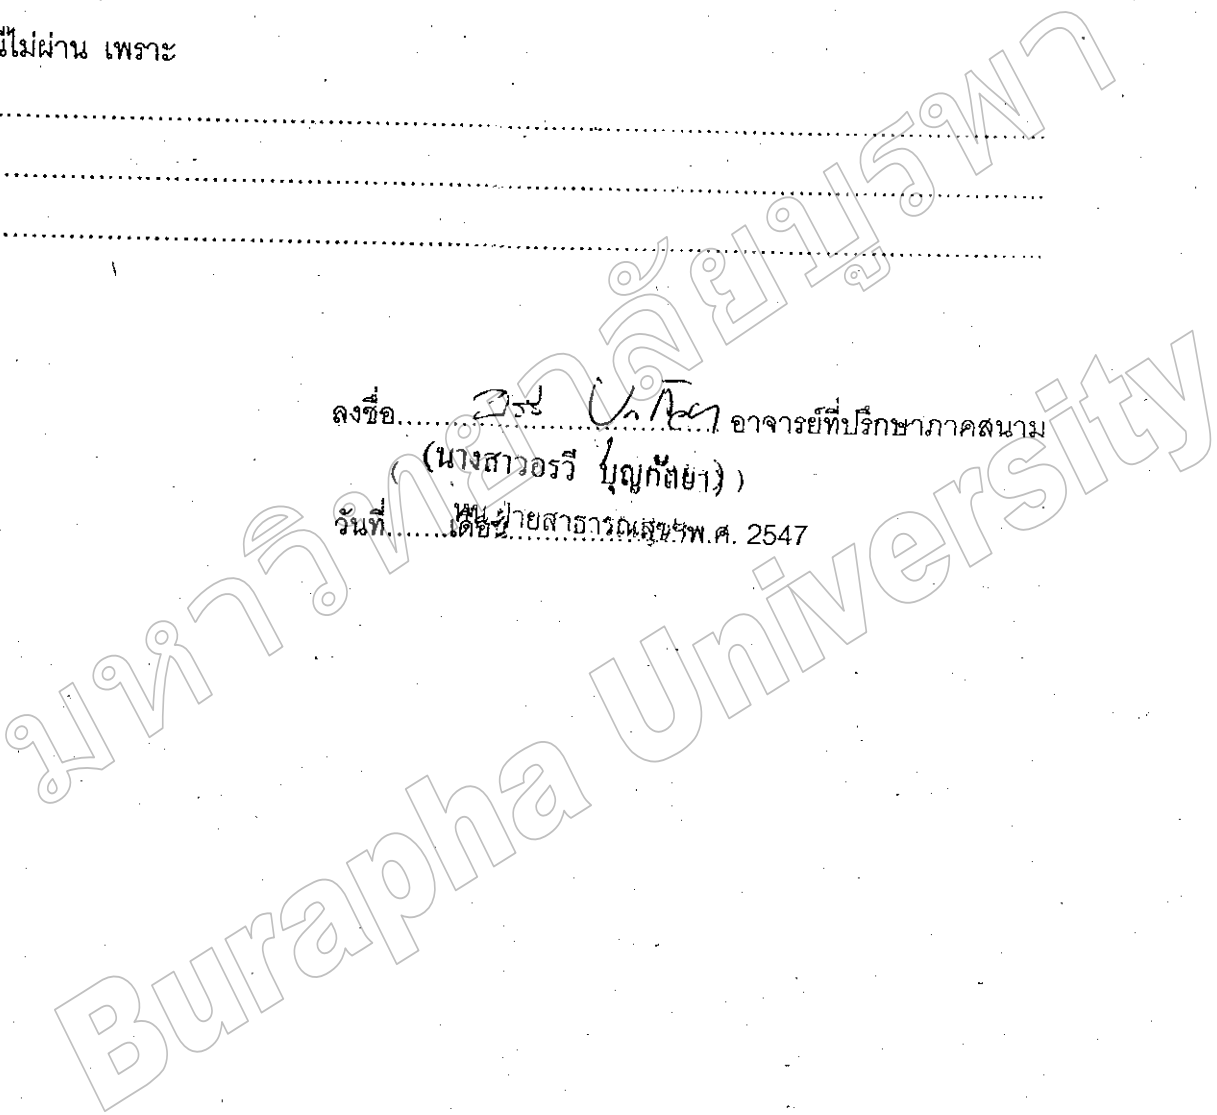 ไม่ผ่าน เพราะ
ลงชื่อ.................................... อาจารย์ที่ปรึกษาภาคสนาม
( (นางสาวอรวี บุญกัตยา) )
วันที่........เดือน......................พ.ศ. 2547
ฝ่ายสาธารณสุขฯ
มหาวิทยาลัยบูรพา
Burapha University